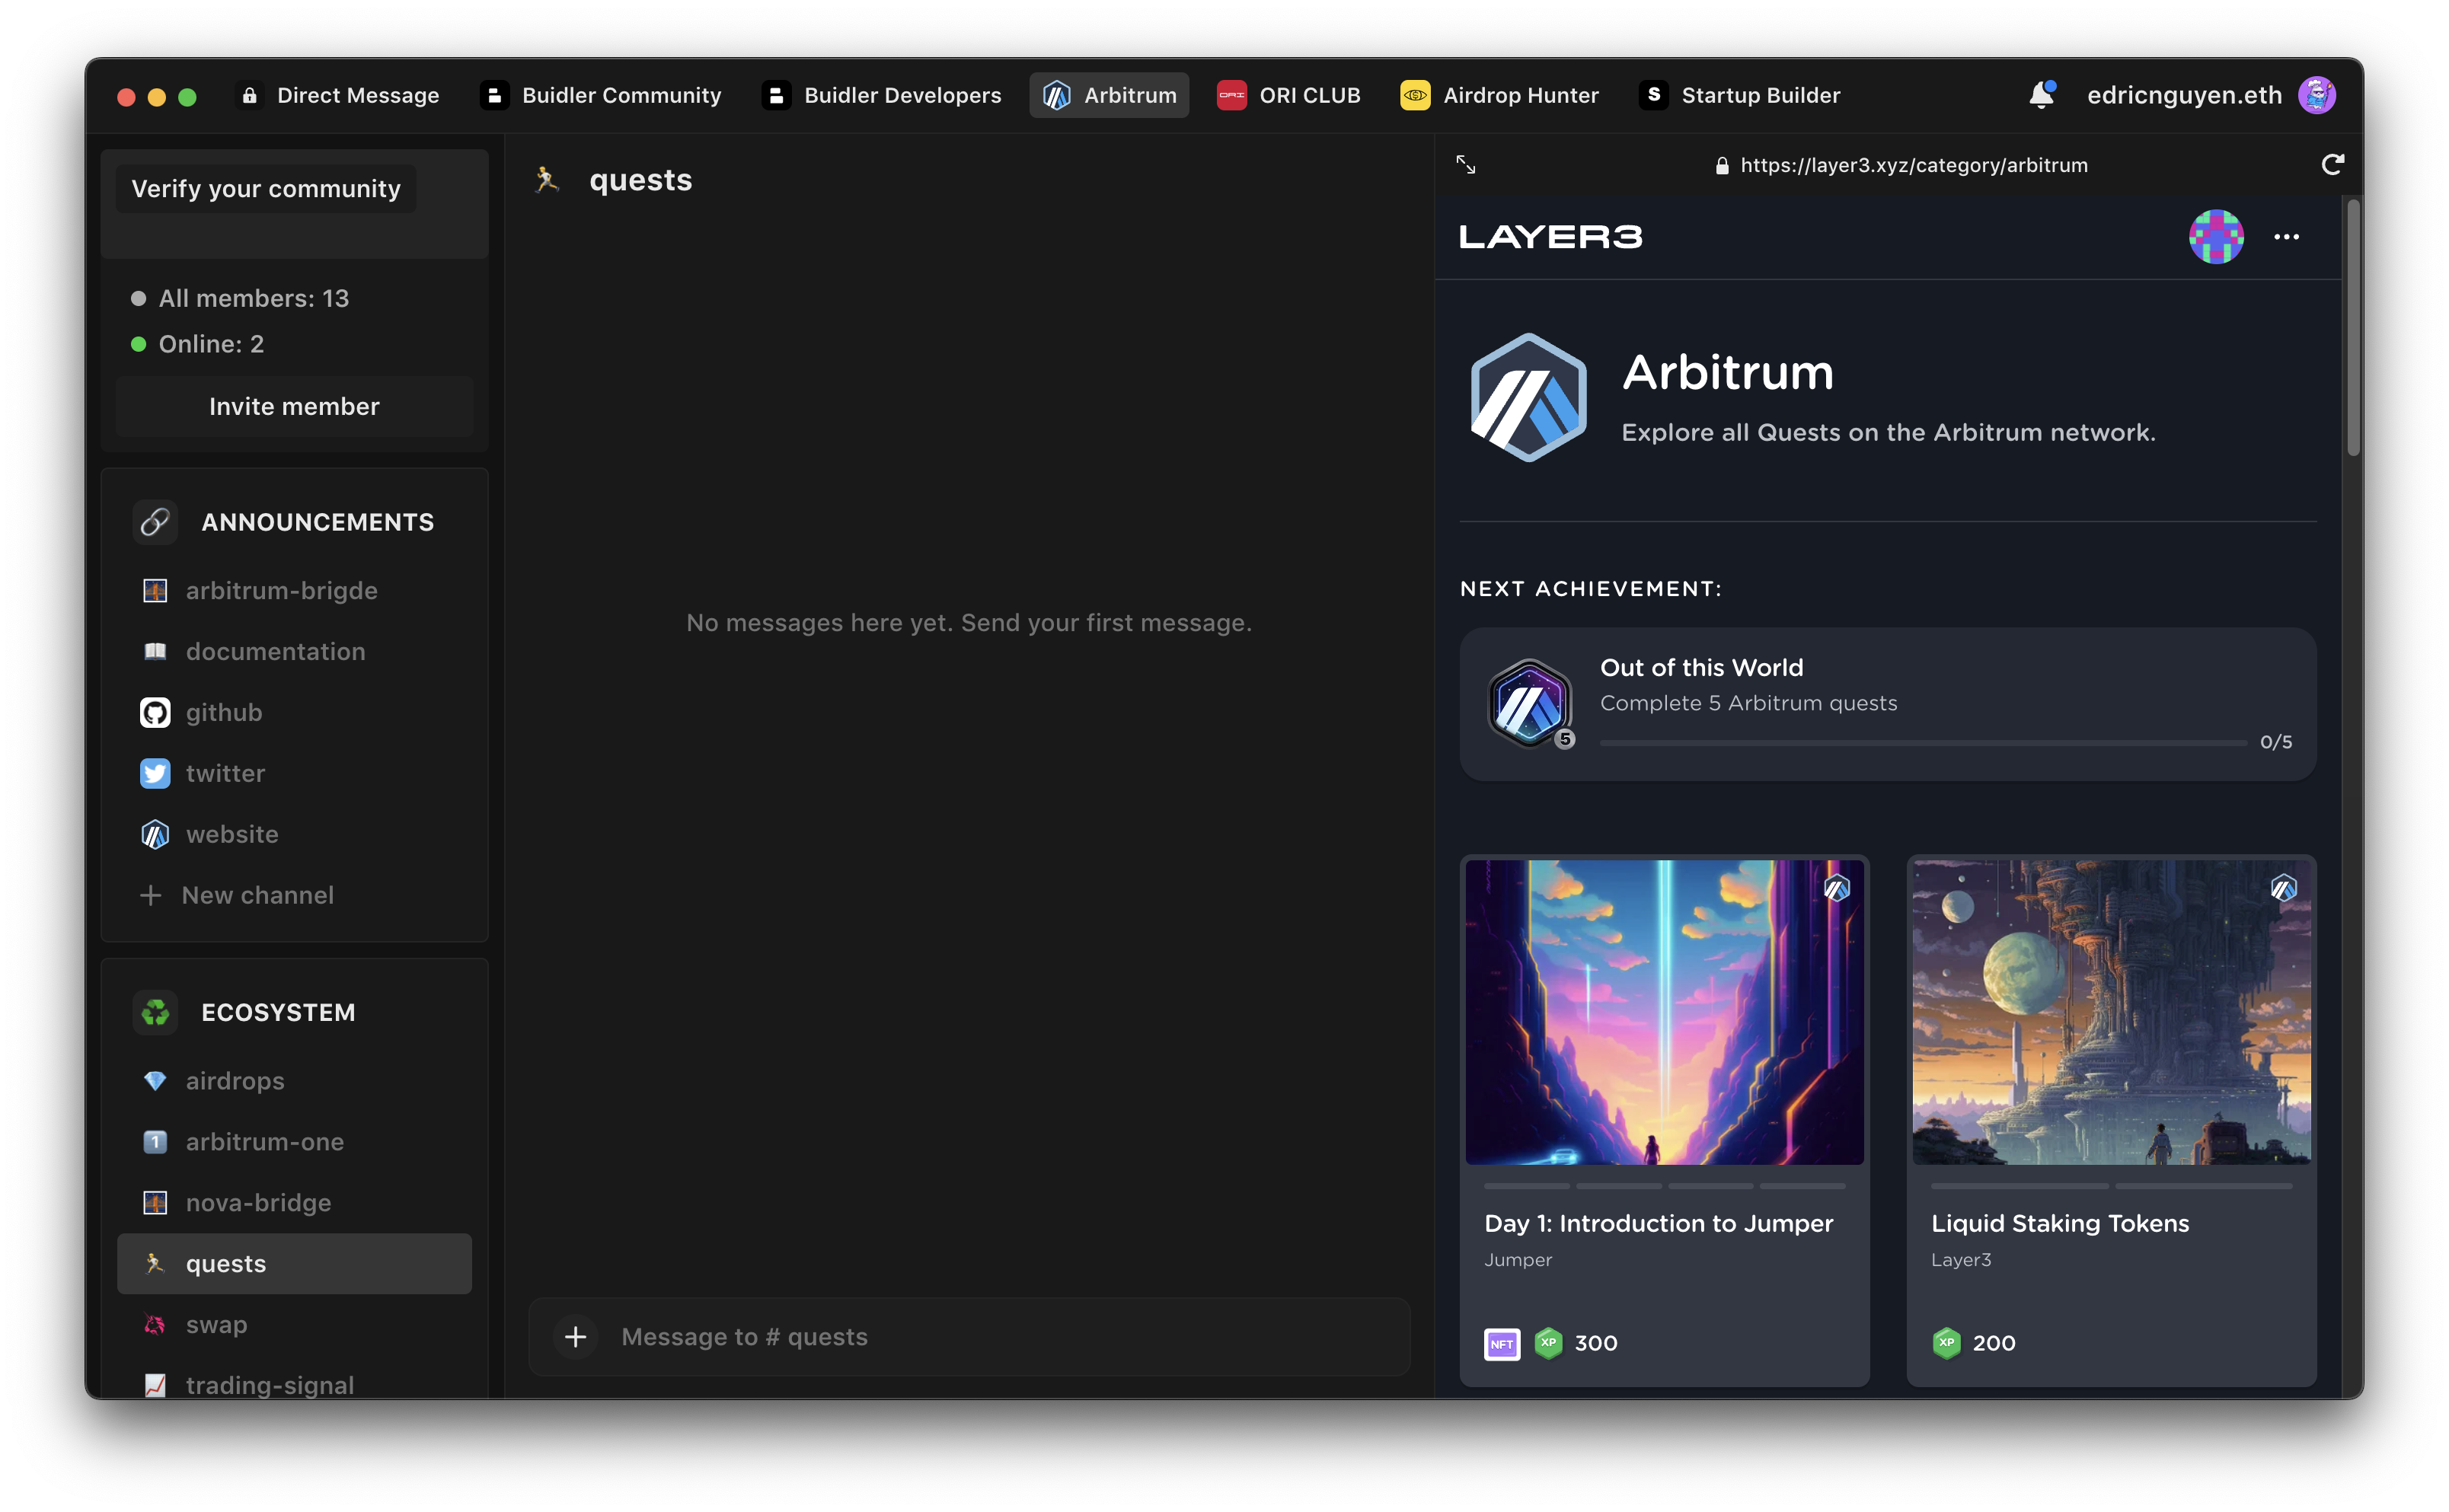 Direct Message
Buidler Community
Buidler Developers
Arbitrum
ORI
ORI CLUB
Airdrop Hunter
S
Startup Builder
edricnguyen.eth
Verify your community
All members: 13
Online: 2
Invite member
ANNOUNCEMENTS
arbitrum-brigde
documentation
github
twitter
website
+ New channel
ECOSYSTEM
airdrops
1
arbitrum-one
nova-bridge
quests
swap
trading-signal
quests
No messages here yet. Send your first message.
+ Message to # quests
https://layer3.xyz/category/arbitrum
LAYER3
Arbitrum
Explore all Quests on the Arbitrum network.
NEXT ACHIEVEMENT:
Out of this World
Complete 5 Arbitrum quests
5
0/5
Day 1: Introduction to Jumper
Jumper
NFT XP 300
Liquid Staking Tokens
Layer3
XP 200